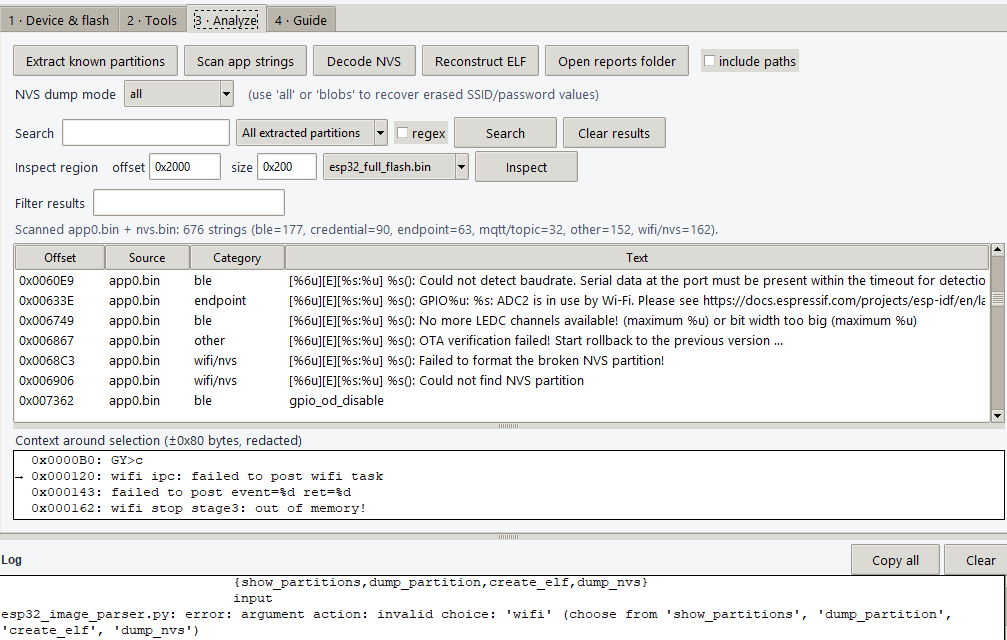 1 · Device & flash 2 · Tools 3 · Analyze 4 · Guide
Extract known partitions Scan app strings Decode NVS Reconstruct ELF Open reports folder include paths
NVS dump mode all (use 'all' or 'blobs' to recover erased SSID/password values)
Search All extracted partitions regex Search Clear results
Inspect region offset 0x2000 size 0x200 esp32_full_flash.bin Inspect
Filter results
Scanned app0.bin + nvs.bin: 676 strings (ble=177, credential=90, endpoint=63, mqtt/topic=32, other=152, wifi/nvs=162).
Offset Source Category Text
0x0060E9 app0.bin ble [%6u][E][%s:%u] %s(): Could not detect baudrate. Serial data at the port must be present within the timeout for detectio
0x00633E app0.bin endpoint [%6u][E][%s:%u] %s(): GPIO%u: %s: ADC2 is in use by Wi-Fi. Please see https://docs.espressif.com/projects/esp-idf/en/la
0x006749 app0.bin ble [%6u][E][%s:%u] %s(): No more LEDC channels available! (maximum %u) or bit width too big (maximum %u)
0x006867 app0.bin other [%6u][E][%s:%u] %s(): OTA verification failed! Start rollback to the previous version ...
0x0068C3 app0.bin wifi/nvs [%6u][E][%s:%u] %s(): Failed to format the broken NVS partition!
0x006906 app0.bin wifi/nvs [%6u][E][%s:%u] %s(): Could not find NVS partition
0x007362 app0.bin ble gpio_od_disable
Context around selection (±0x80 bytes, redacted)
0x0000B0: GY>c
→ 0x000120: wifi ipc: failed to post wifi task
0x000143: failed to post event=%d ret=%d
0x000162: wifi stop stage3: out of memory!
Log Copy all Clear
{show_partitions,dump_partition,create_elf,dump_nvs}
input
esp32_image_parser.py: error: argument action: invalid choice: 'wifi' (choose from 'show_partitions', 'dump_partition',
'create_elf', 'dump_nvs')